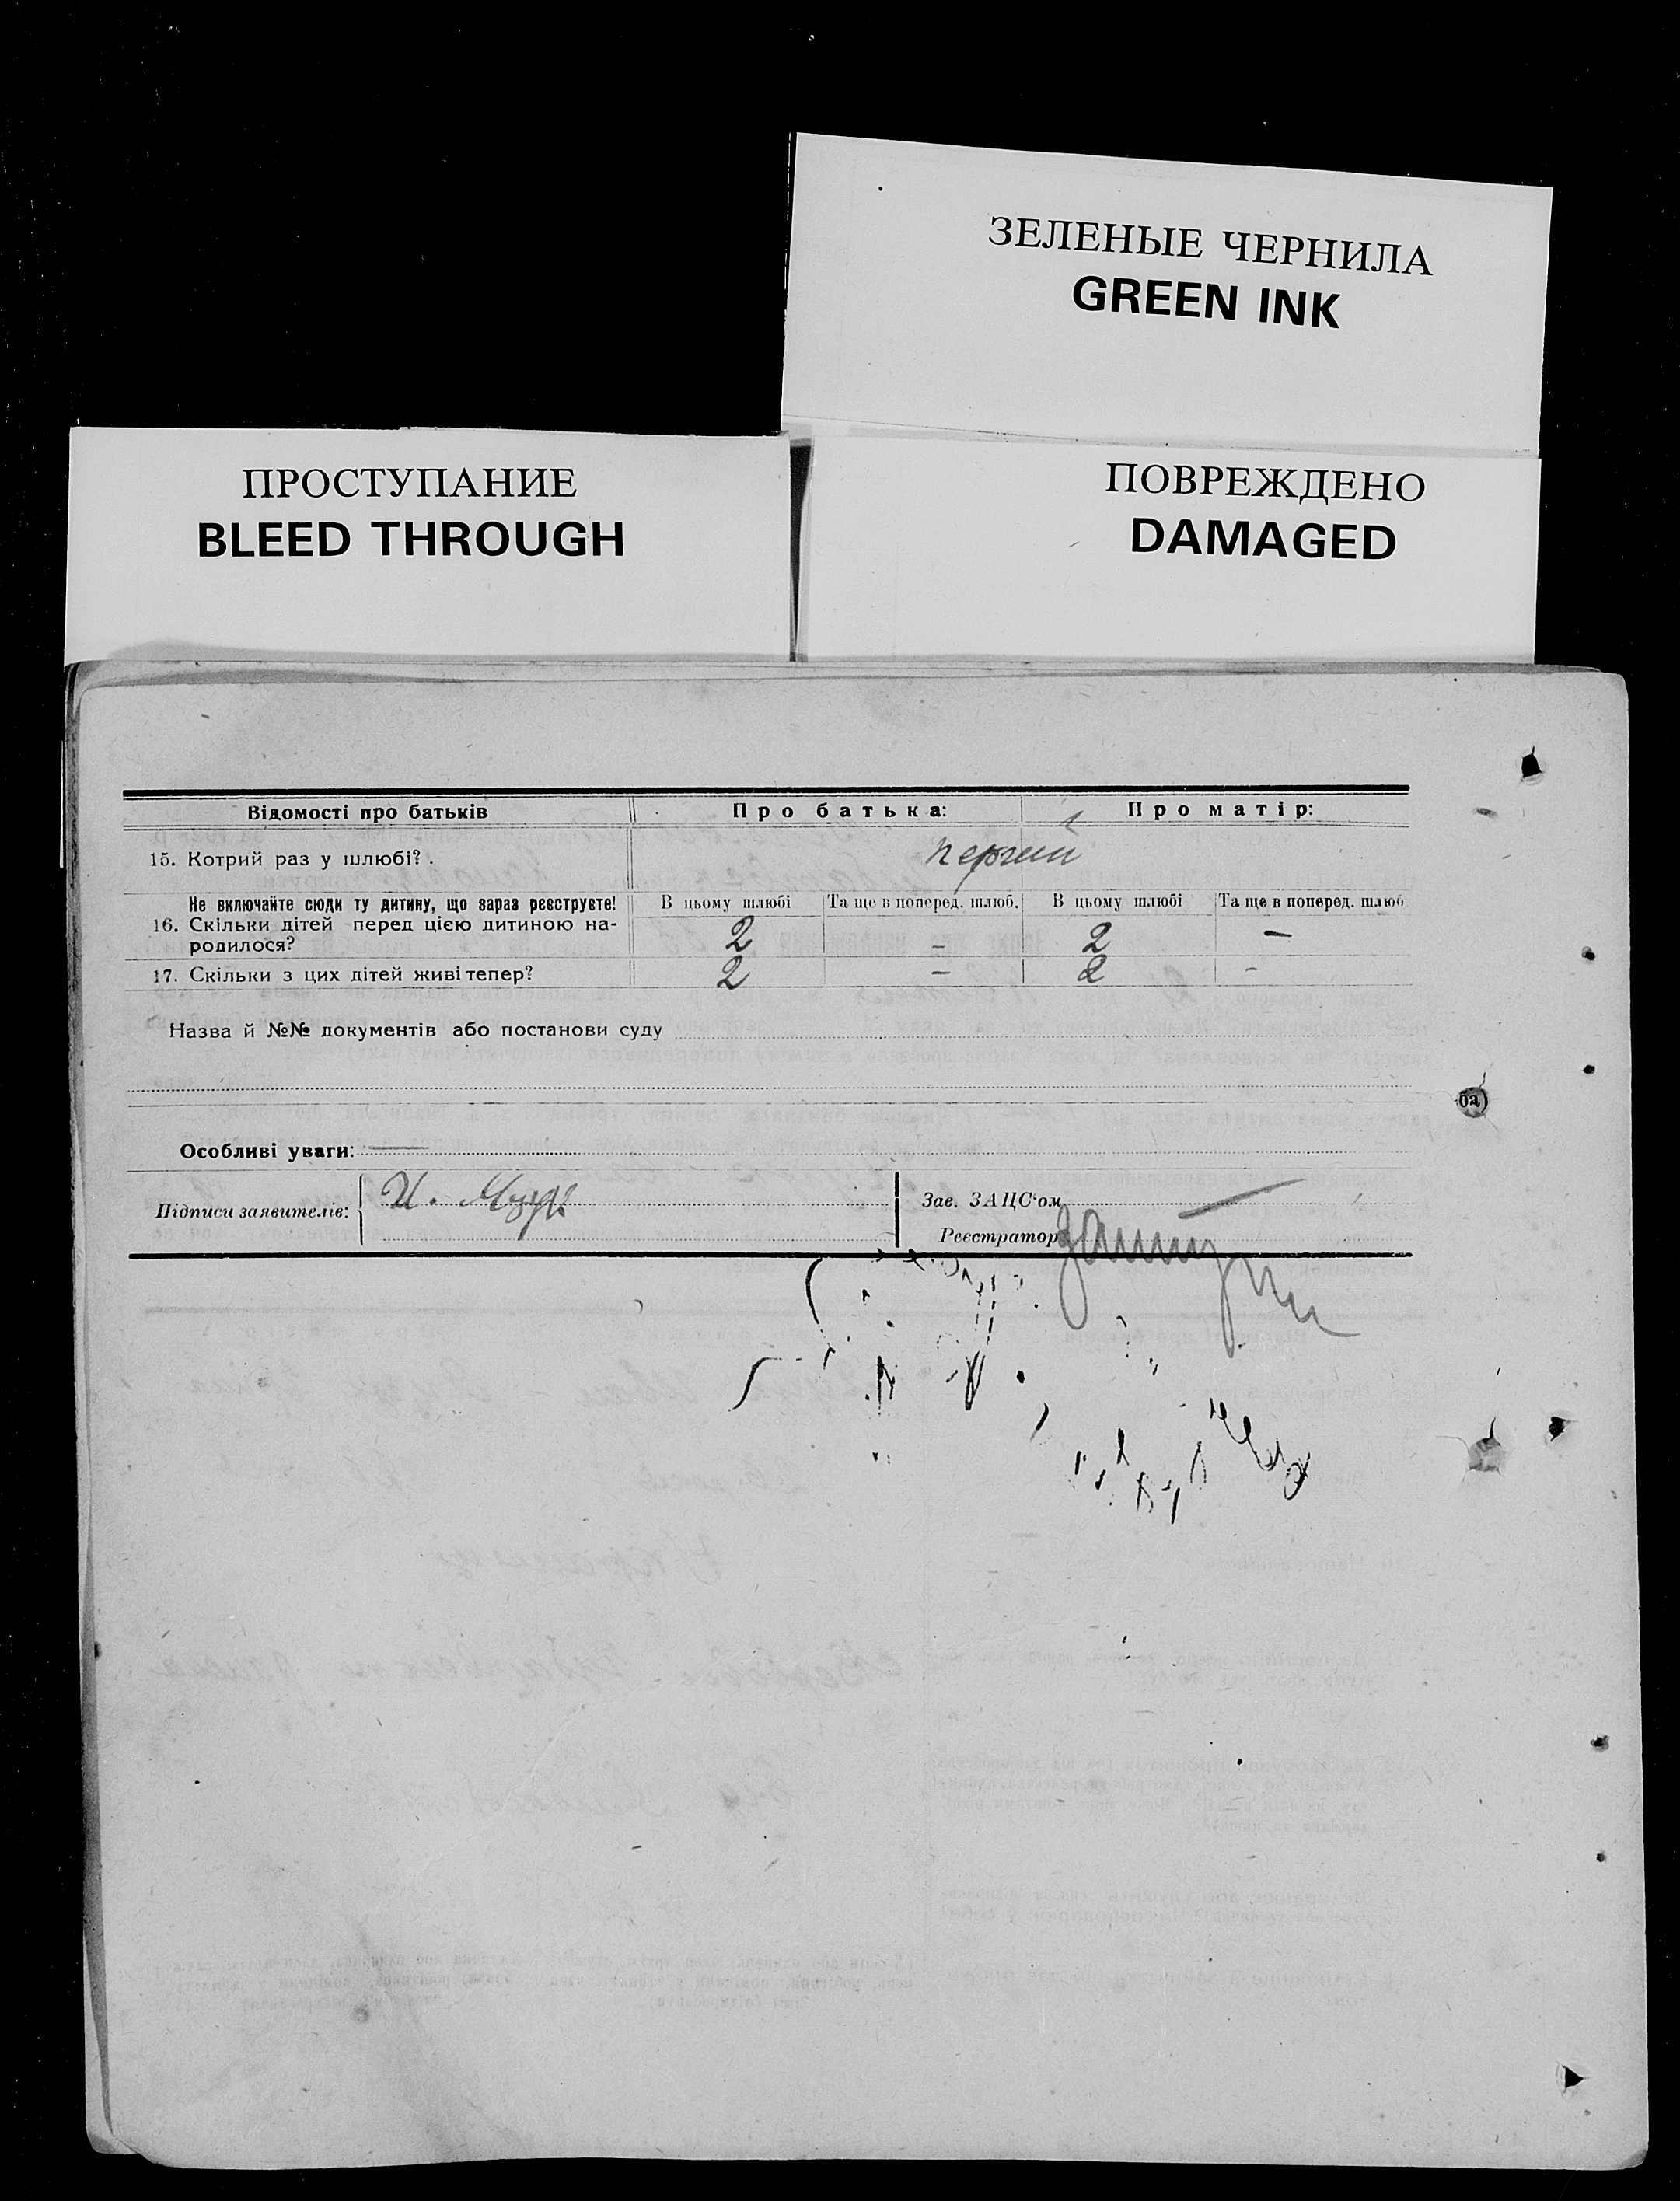 ЗЕЛЕНЫЕ ЧЕРНИЛА
GREEN INK
ПРОСТУПАНИЕ
BLEED THROUGH
ПОВРЕЖДЕНО
DAMAGED
Відомості про батьків Про батька: Про матір:
15. Котрий раз у шлюбі? . перший
Не включайте сюди ту дитину, що зараз реєструєте! В цьому шлюбі Та ще в поперед. шлюб. В цьому шлюбі Та ще в поперед. шлюб
16. Скільки дітей перед цією дитиною на-
родилося? 2 – 2 –
17. Скільки з цих дітей живі тепер? 2 – 2 -
Назва й №№ документів або постанови суду
02)
Особливі уваги: —
Підписи заявителів: И.
Зав. ЗАЦС'ом
Реєстратор